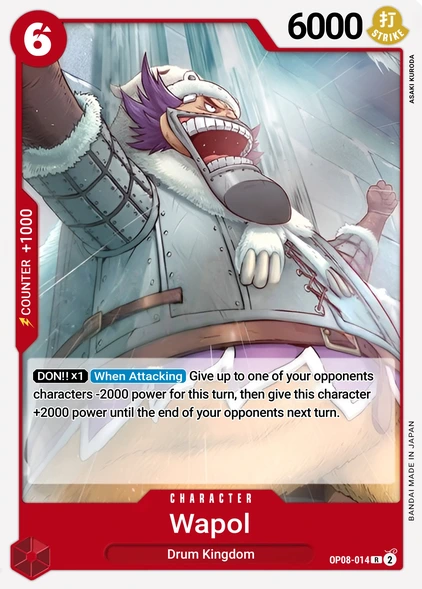 6
6000
打
STRIKE
ASAKI KURODA
COUNTER +1000
DON!!×1 When Attacking Give up to one of your opponents
characters -2000 power for this turn, then give this character
+2000 power until the end of your opponents next turn.
BANDAI MADE IN JAPAN
CHARACTER
Wapol
Drum Kingdom
OP08-014 R 2